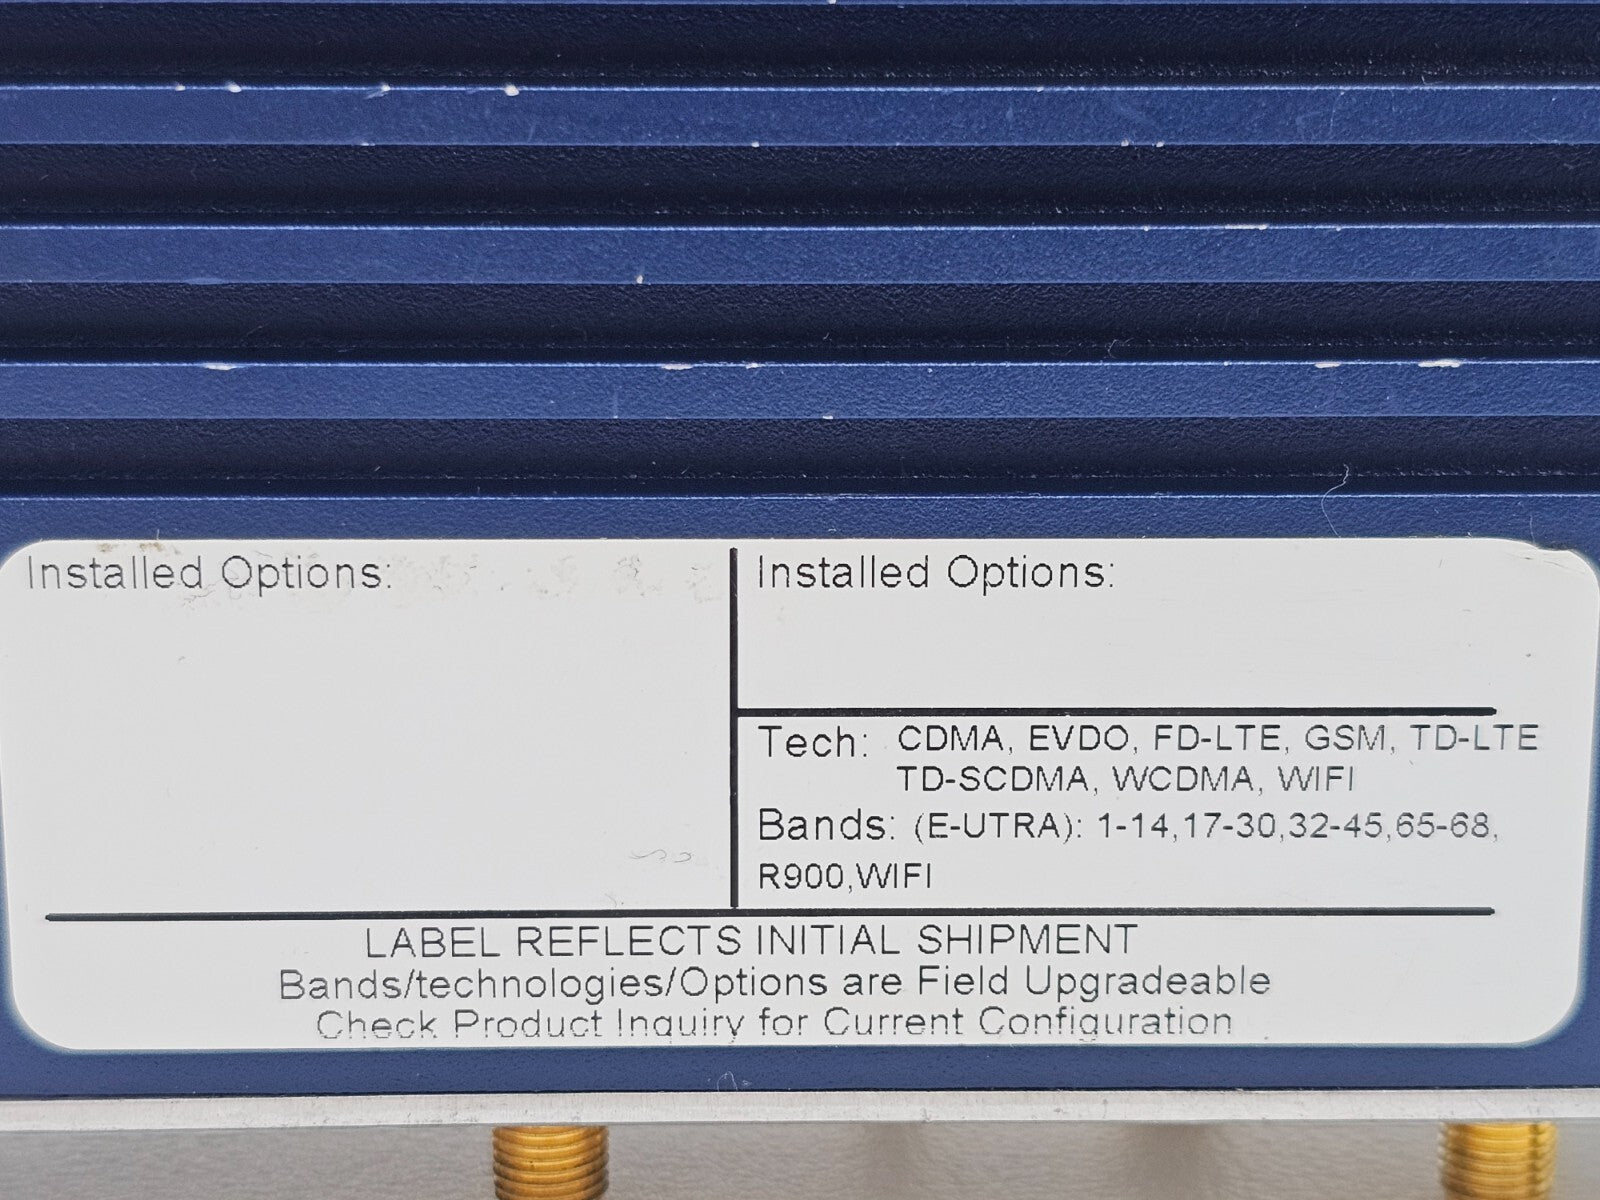 Installed Options:
Installed Options:
Tech: CDMA, EVDO, FD-LTE, GSM, TD-LTE
TD-SCDMA, WCDMA, WIFI
Bands: (E-UTRA): 1-14,17-30,32-45,65-68,
R900,WIFI
LABEL REFLECTS INITIAL SHIPMENT
Bands/technologies/Options are Field Upgradeable
Check Product Inquiry for Current Configuration